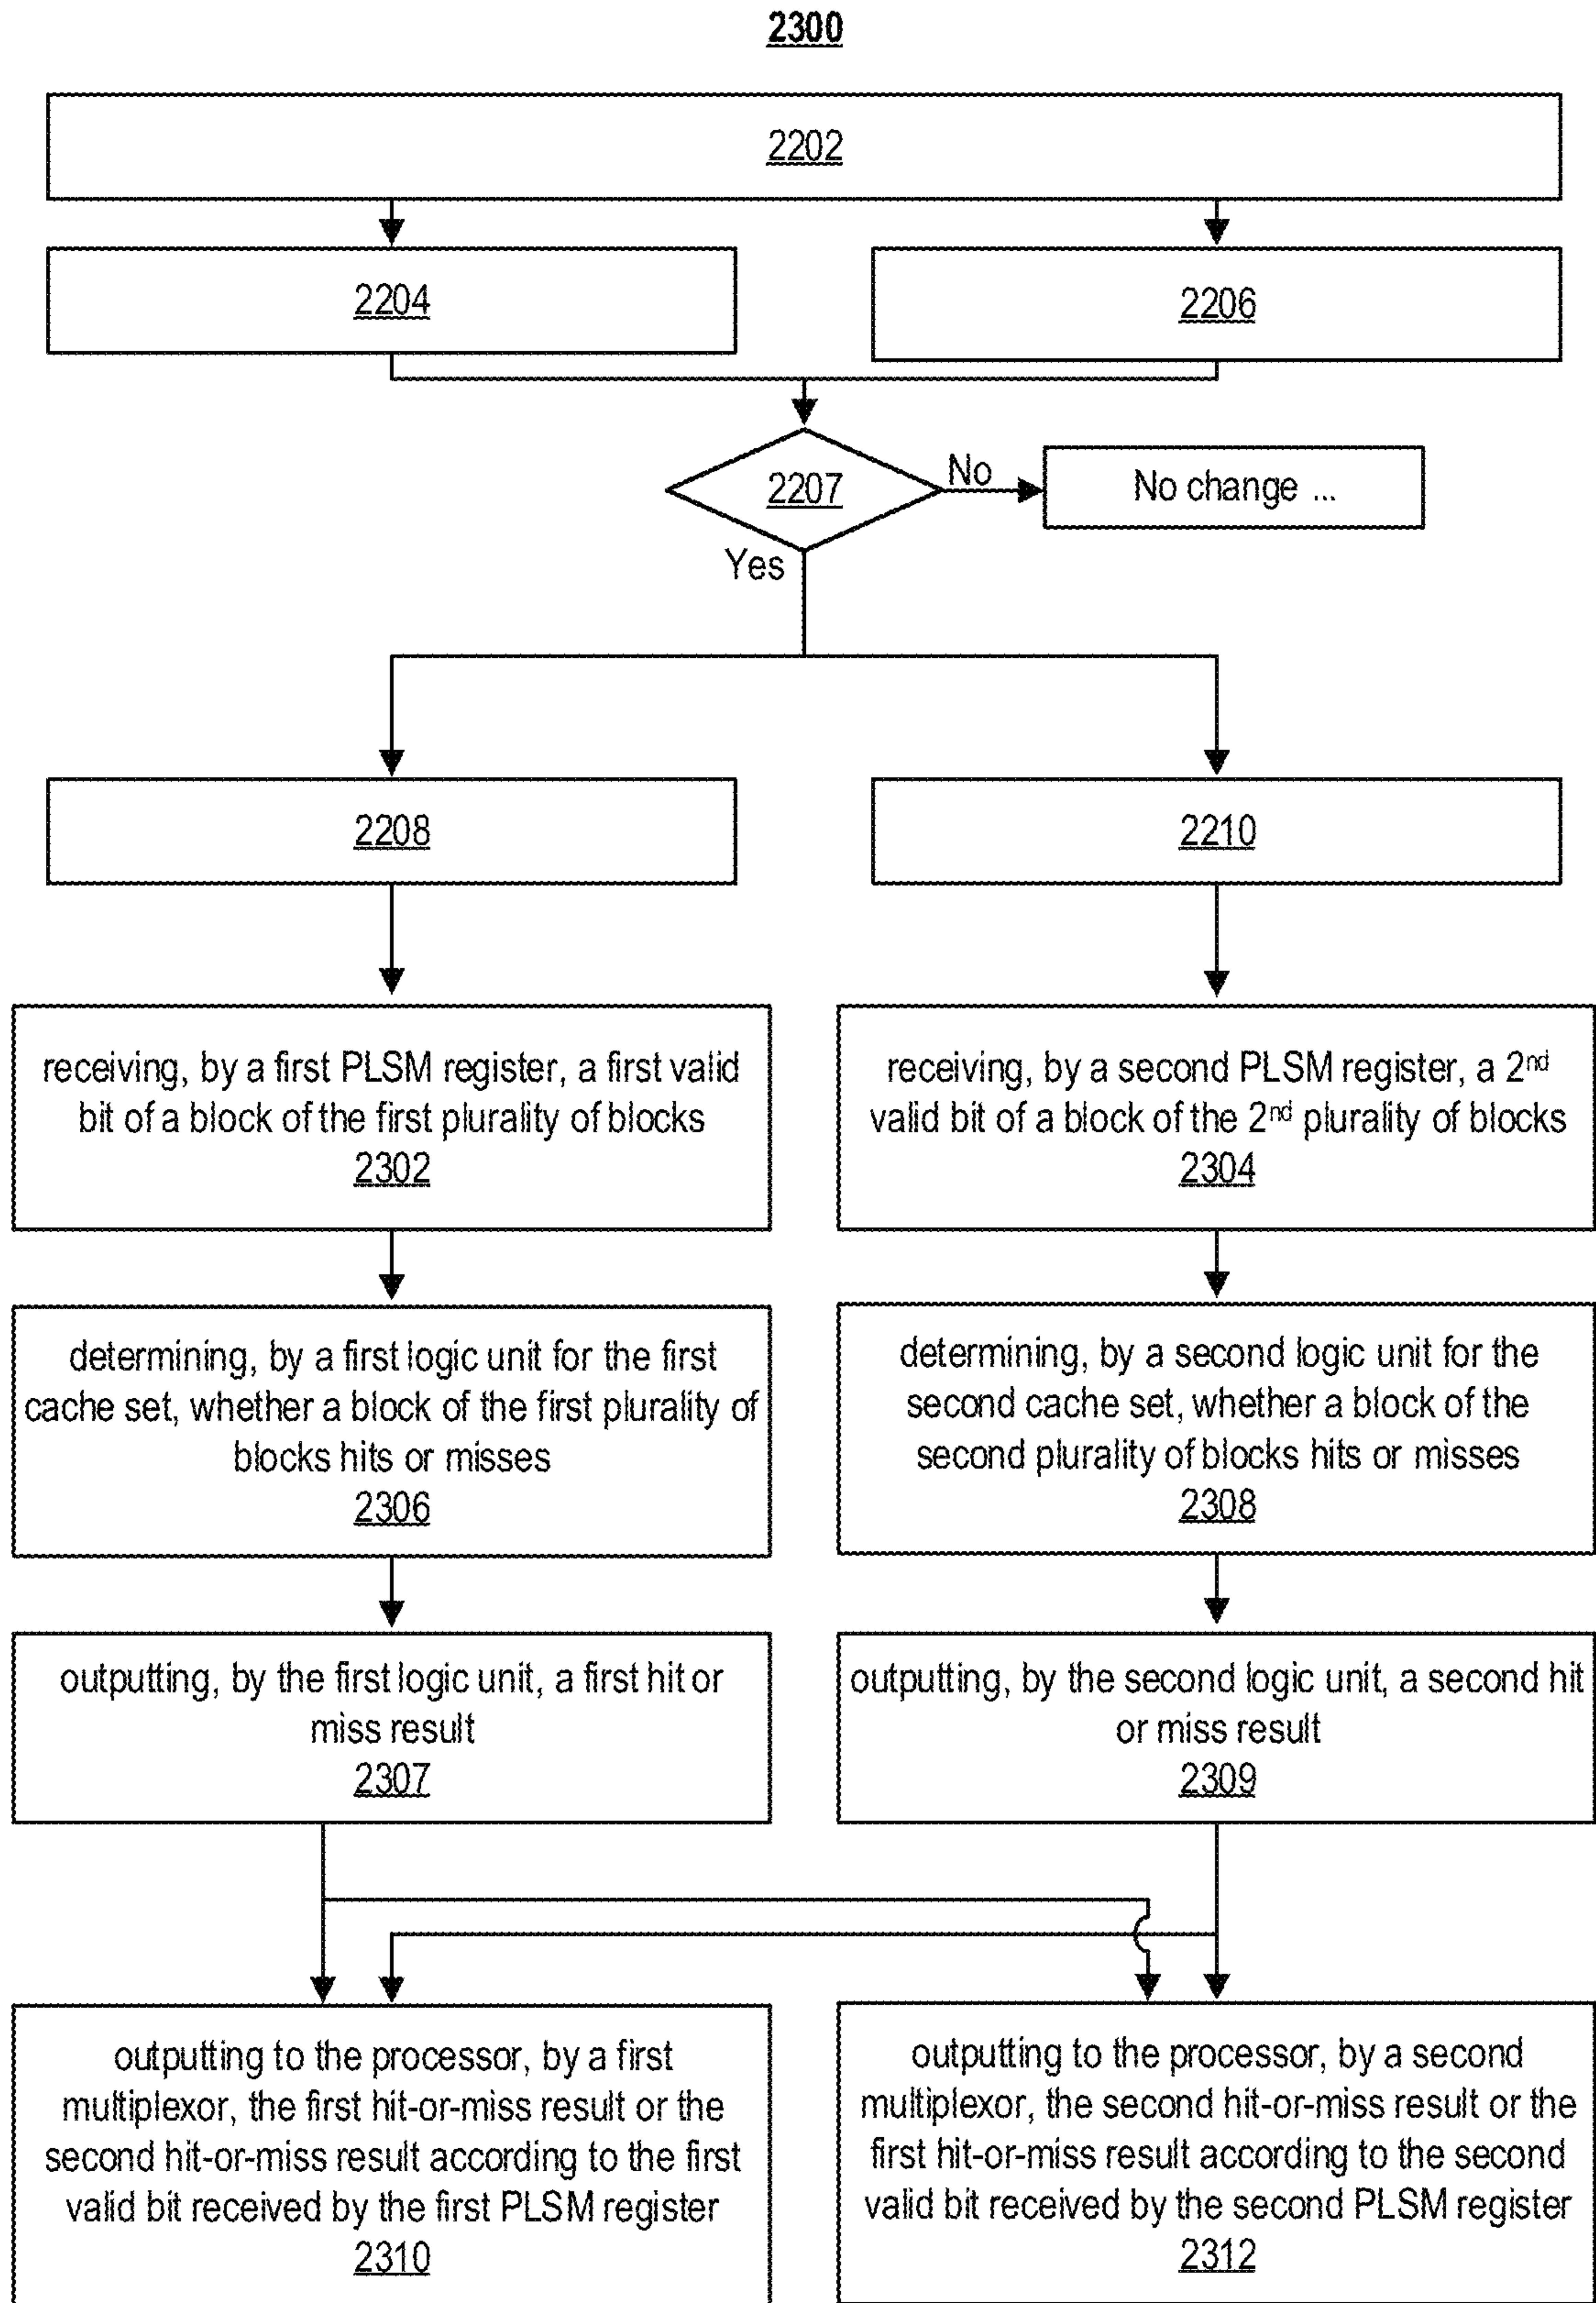 2300
2202
2204
2206
2207
No
No change ...
Yes
2208
2210
receiving, by a first PLSM register, a first valid
bit of a block of the first plurality of blocks
2302
receiving, by a second PLSM register, a 2nd
valid bit of a block of the 2nd plurality of blocks
2304
determining, by a first logic unit for the first
cache set, whether a block of the first plurality of
blocks hits or misses
2306
determining, by a second logic unit for the
second cache set, whether a block of the
second plurality of blocks hits or misses
2308
outputting, by the first logic unit, a first hit or
miss result
2307
outputting, by the second logic unit, a second hit
or miss result
2309
outputting to the processor, by a first
multiplexor, the first hit-or-miss result or the
second hit-or-miss result according to the first
valid bit received by the first PLSM register
2310
outputting to the processor, by a second
multiplexor, the second hit-or-miss result or the
first hit-or-miss result according to the second
valid bit received by the second PLSM register
2312